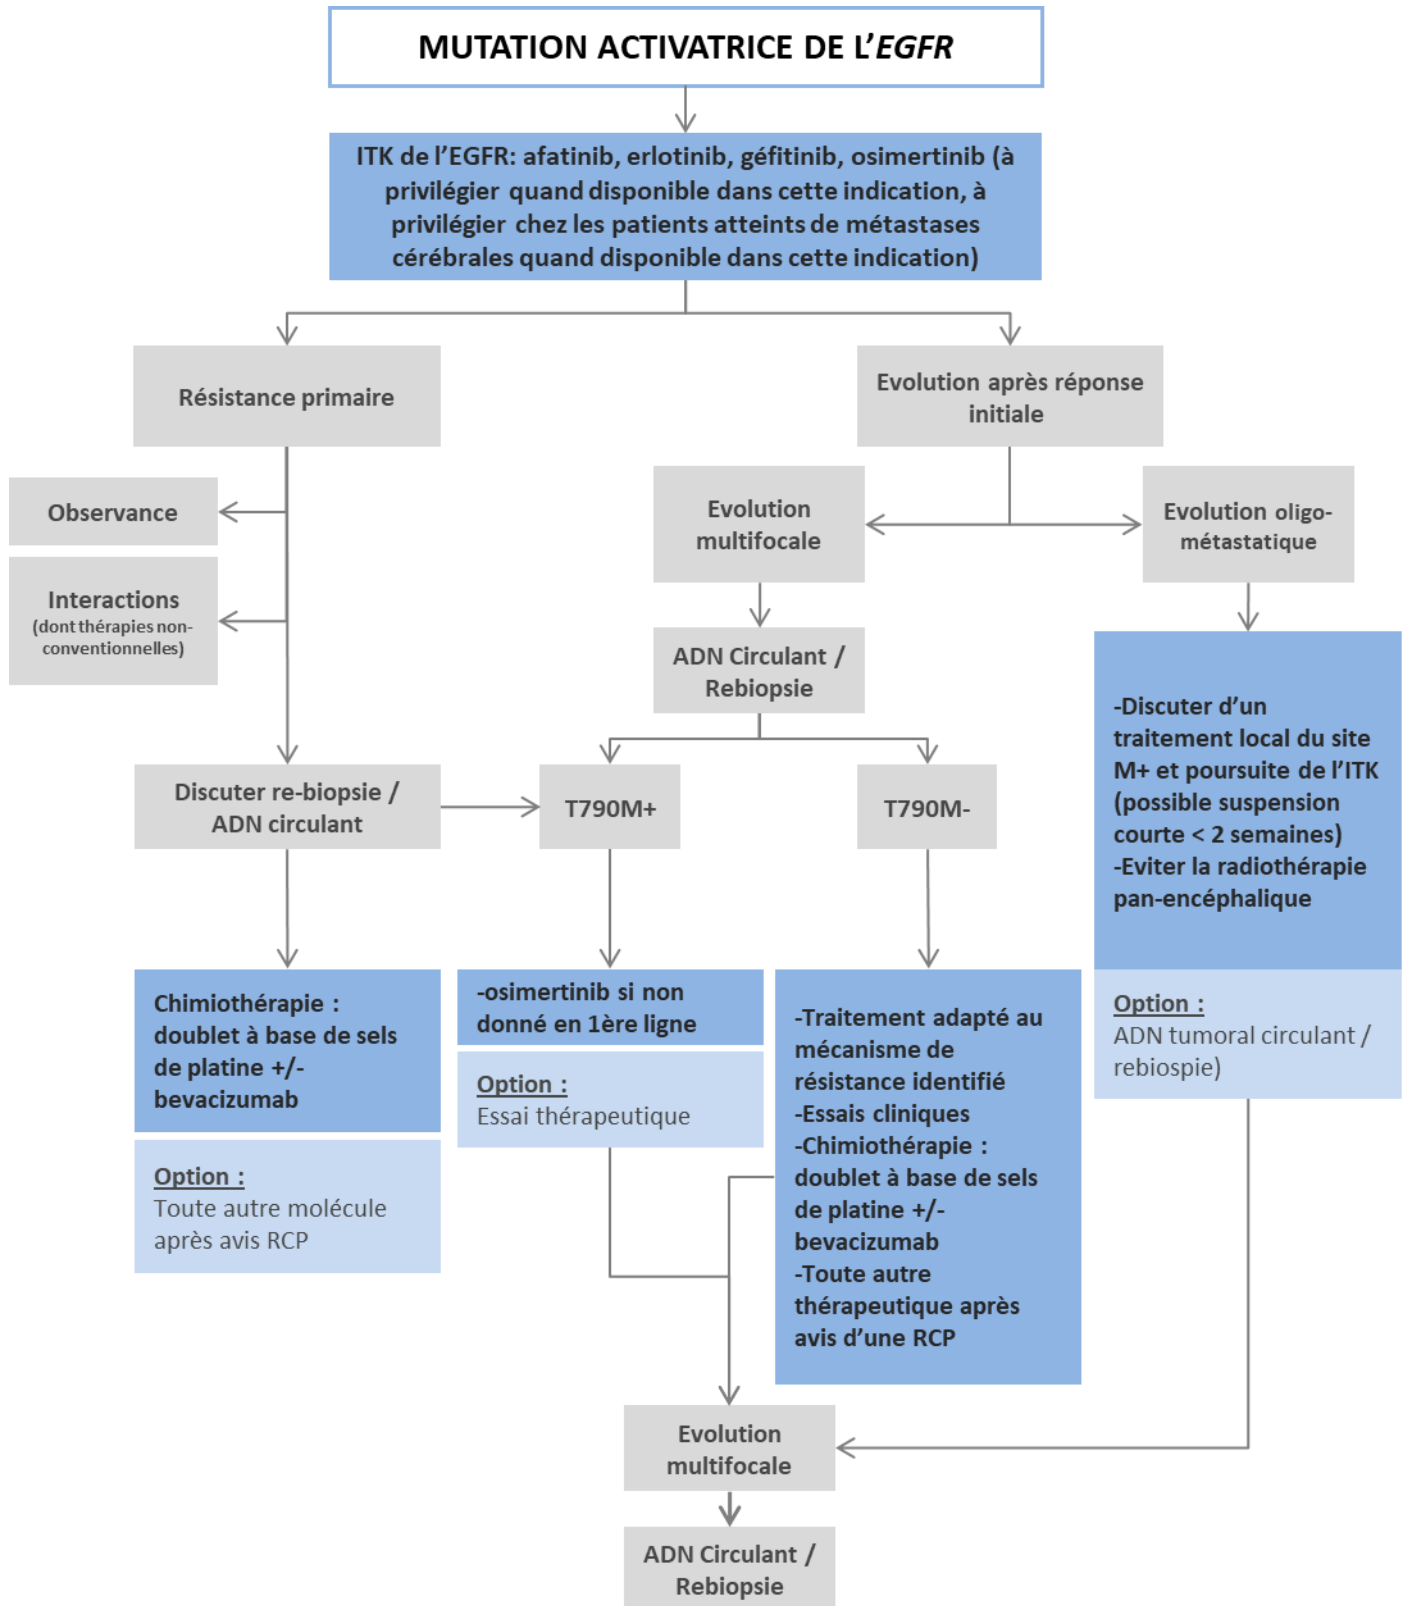 MUTATION ACTIVATRICE DE L’EGFR
ITK de l’EGFR: afatinib, erlotinib, géfitinib, osimertinib (à
privilégier quand disponible dans cette indication, à
privilégier chez les patients atteints de métastases
cérébrales quand disponible dans cette indication)
Résistance primaire
Evolution après réponse
initiale
Observance
Interactions
(dont thérapies non-
conventionnelles)
Evolution
multifocale
Evolution oligo-
métastatique
ADN Circulant /
Rebiopsie
Discuter re-biopsie /
ADN circulant
T790M+
T790M-
-Discuter d’un
traitement local du site
M+ et poursuite de l’ITK
(possible suspension
courte < 2 semaines)
-Eviter la radiothérapie
pan-encéphalique
Option :
ADN tumoral circulant /
rebiospie)
Chimiothérapie :
doublet à base de sels
de platine +/-
bevacizumab
Option :
Toute autre molécule
après avis RCP
-osimertinib si non
donné en 1ère ligne
Option :
Essai thérapeutique
-Traitement adapté au
mécanisme de
résistance identifié
-Essais cliniques
-Chimiothérapie :
doublet à base de sels
de platine +/-
bevacizumab
-Toute autre
thérapeutique après
avis d’une RCP
Evolution
multifocale
ADN Circulant /
Rebiopsie